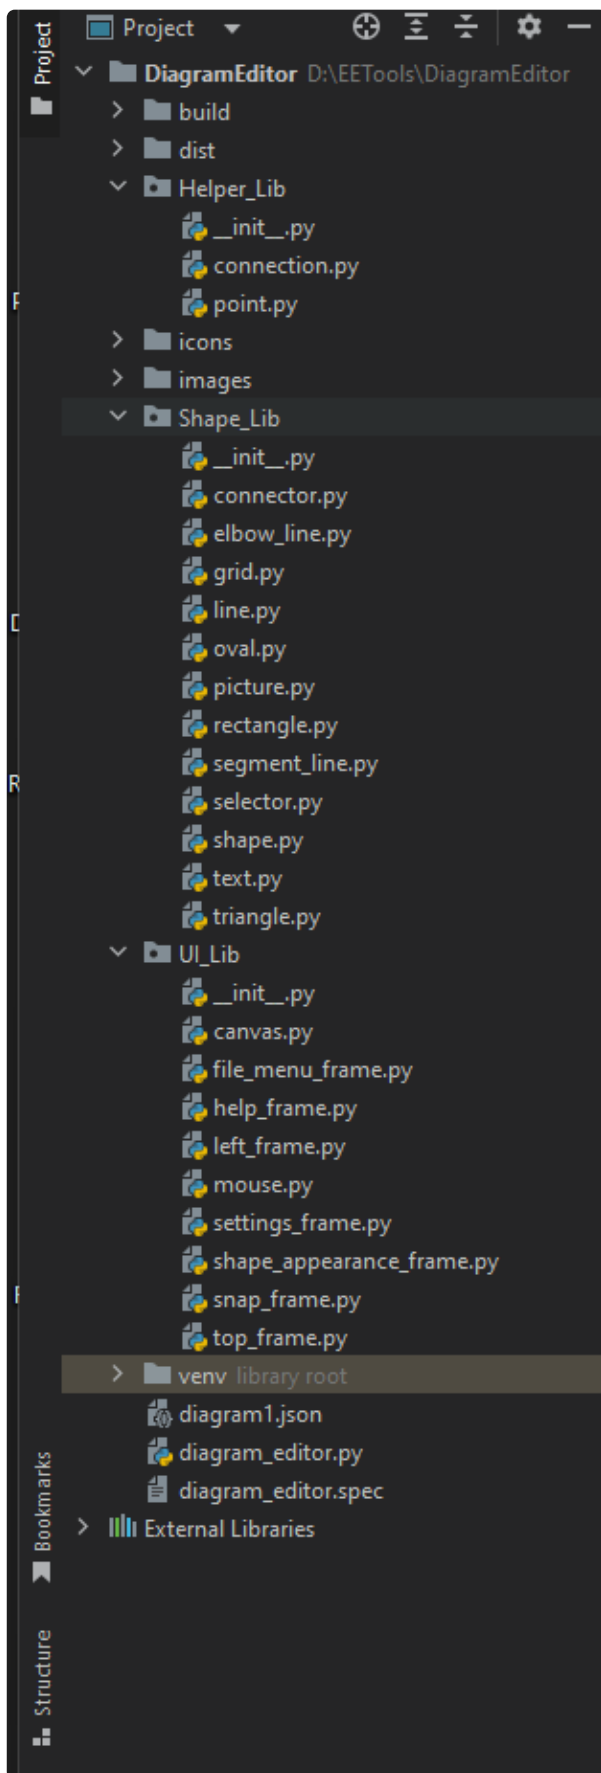 Project
Project
DiagramEditor D:\EETools\DiagramEditor
build
dist
Helper_Lib
__init__.py
connection.py
point.py
icons
images
Shape_Lib
__init__.py
connector.py
elbow_line.py
grid.py
line.py
oval.py
picture.py
rectangle.py
segment_line.py
selector.py
shape.py
text.py
triangle.py
UI_Lib
__init__.py
canvas.py
file_menu_frame.py
help_frame.py
left_frame.py
mouse.py
settings_frame.py
shape_appearance_frame.py
snap_frame.py
top_frame.py
venv library root
diagram1.json
diagram_editor.py
diagram_editor.spec
External Libraries
Bookmarks
Structure